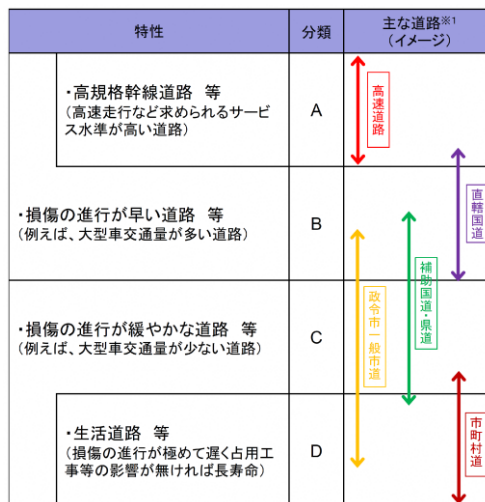 特性
分類
主な道路※1
（イメージ）
・高規格幹線道路　等
（高速走行など求められるサービ
ス水準が高い道路）
A
高速道路
・損傷の進行が早い道路　等
（例えば、大型車交通量が多い道路）
B
直轄国道
補助国道・県道
政令市一般市道
・損傷の進行が緩やかな道路　等
（例えば、大型車交通量が少ない道路）
C
・生活道路　等
（損傷の進行が極めて遅く占用工
事等の影響が無ければ長寿命）
D
市町村道